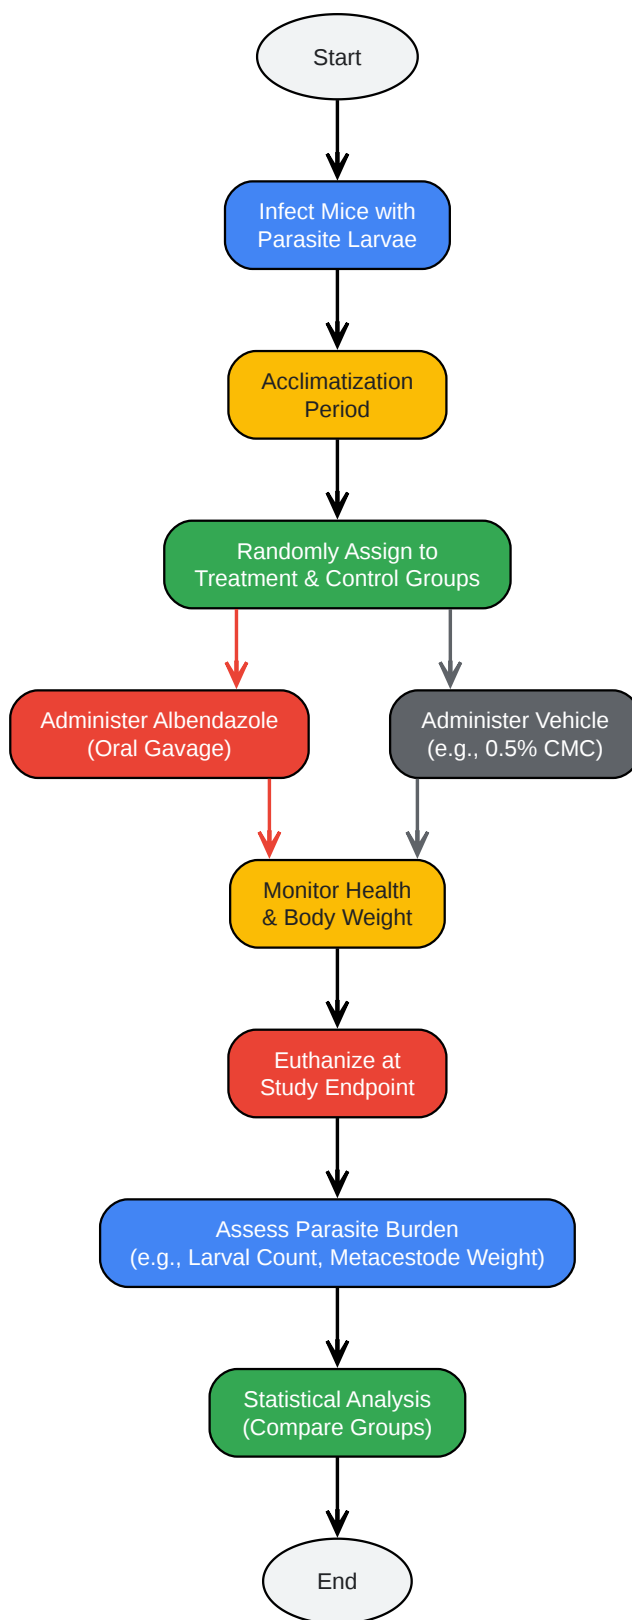 Start
Infect Mice with
Parasite Larvae
Acclimatization
Period
Randomly Assign to
Treatment & Control Groups
Administer Albendazole
(Oral Gavage)
Administer Vehicle
(e.g., 0.5% CMC)
Monitor Health
& Body Weight
Euthanize at
Study Endpoint
Assess Parasite Burden
(e.g., Larval Count, Metacestode Weight)
Statistical Analysis
(Compare Groups)
End